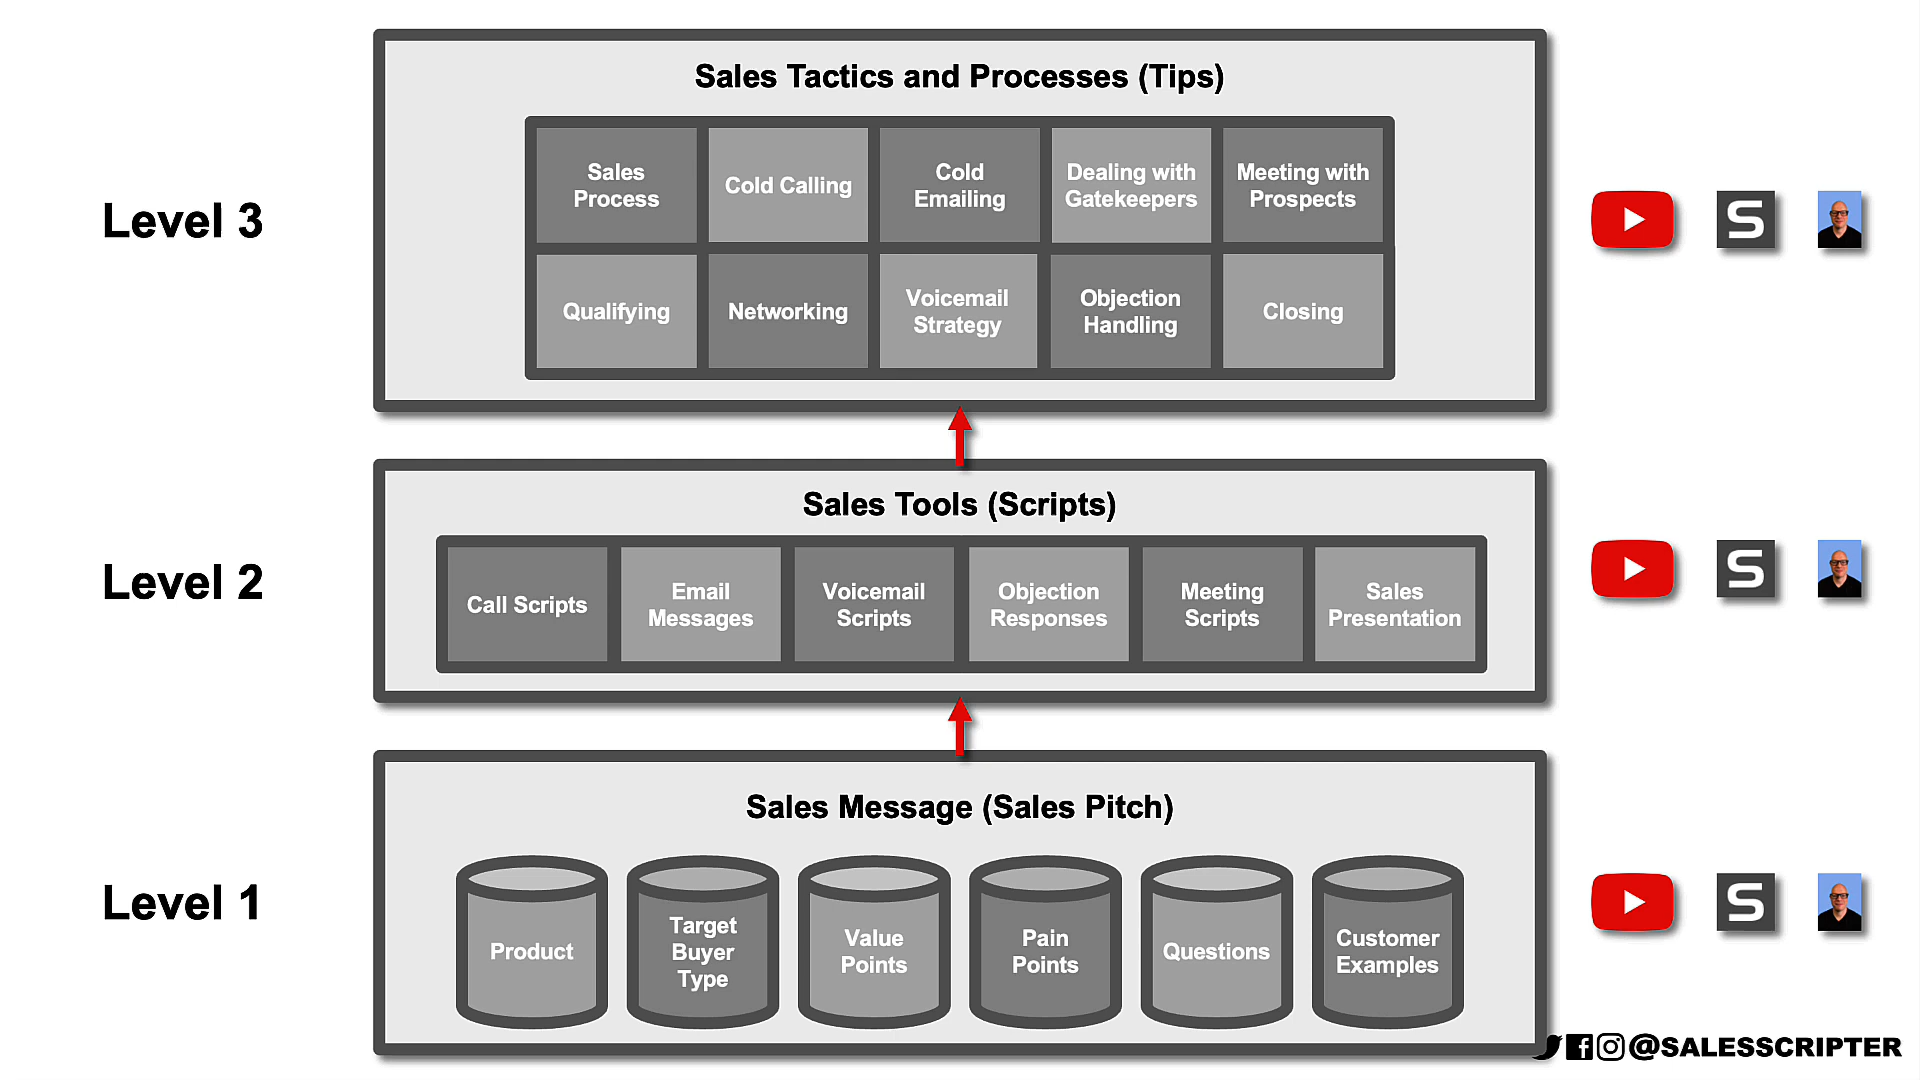 Sales Tactics and Processes (Tips)
Level 3
Sales
Process
Cold Calling
Cold
Emailing
Dealing with
Gatekeepers
Meeting with
Prospects
Qualifying
Networking
Voicemail
Strategy
Objection
Handling
Closing
S
Sales Tools (Scripts)
Level 2
Call Scripts
Email
Messages
Voicemail
Scripts
Objection
Responses
Meeting
Scripts
Sales
Presentation
S
Sales Message (Sales Pitch)
Level 1
Product
Target
Buyer
Type
Value
Points
Pain
Points
Questions
Customer
Examples
S
@SALESSCRIPTER